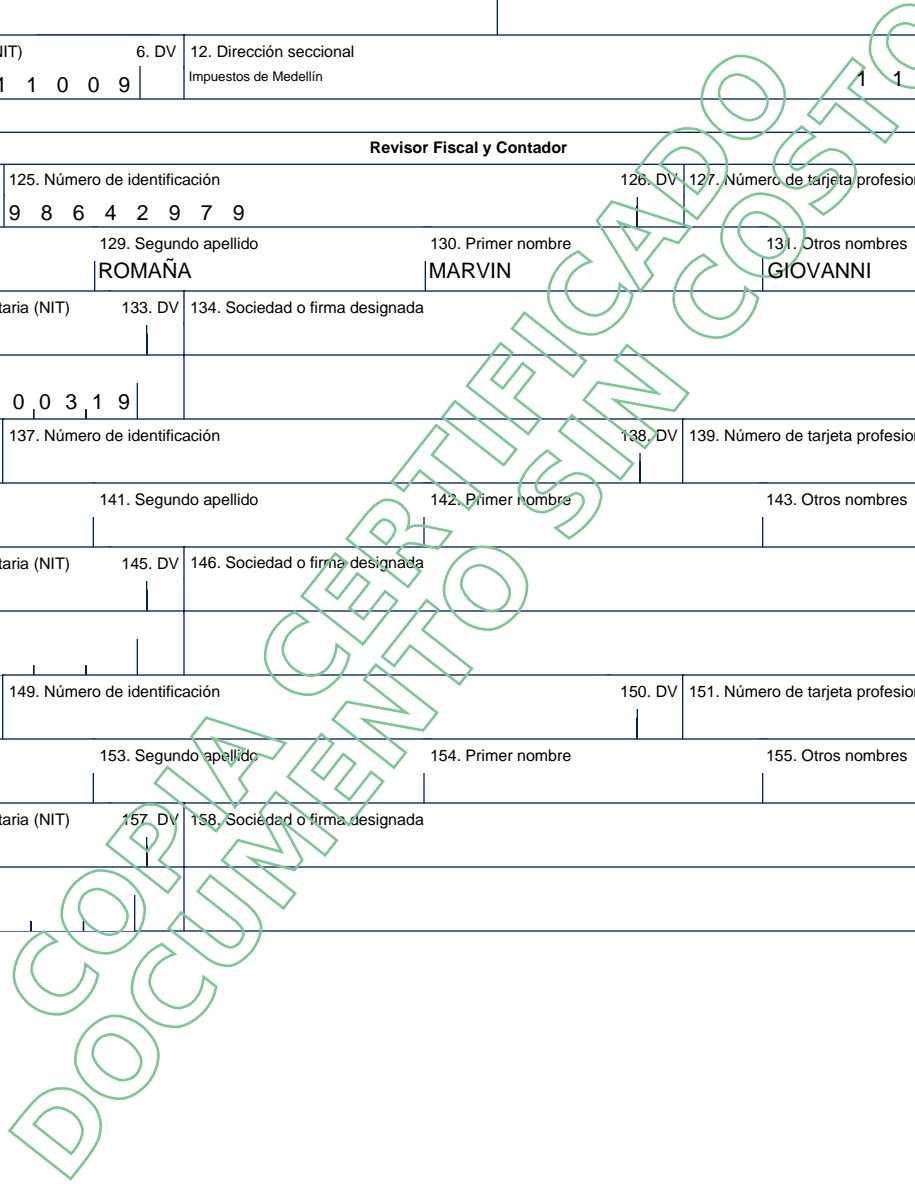 NIT) 6. DV 12. Dirección seccional
1 1 0 0 9 Impuestos de Medellín 1 1
Revisor Fiscal y Contador
125. Número de identificación 126. DV 127. Número de tarjeta profesion
9 8 6 4 2 9 7 9
129. Segundo apellido 130. Primer nombre 131. Otros nombres
ROMAÑA MARVIN GIOVANNI
taria (NIT) 133. DV 134. Sociedad o firma designada
0 0 3 1 9
137. Número de identificación 138. DV 139. Número de tarjeta profesion
141. Segundo apellido 142. Primer nombre 143. Otros nombres
taria (NIT) 145. DV 146. Sociedad o firma designada
149. Número de identificación 150. DV 151. Número de tarjeta profesion
153. Segundo apellido 154. Primer nombre 155. Otros nombres
taria (NIT) 157. DV 158. Sociedad o firma designada
COPIA CERTIFICADO
DOCUMENTO SIN COSTO